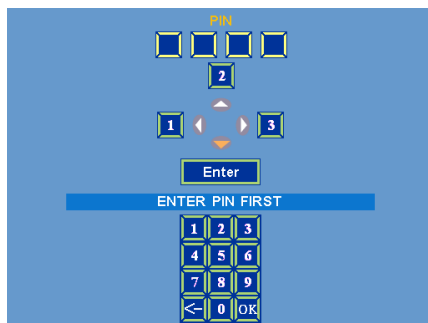 PIN
2
1 3
Enter
ENTER PIN FIRST
1 2 3
4 5 6
7 8 9
<- 0 OK